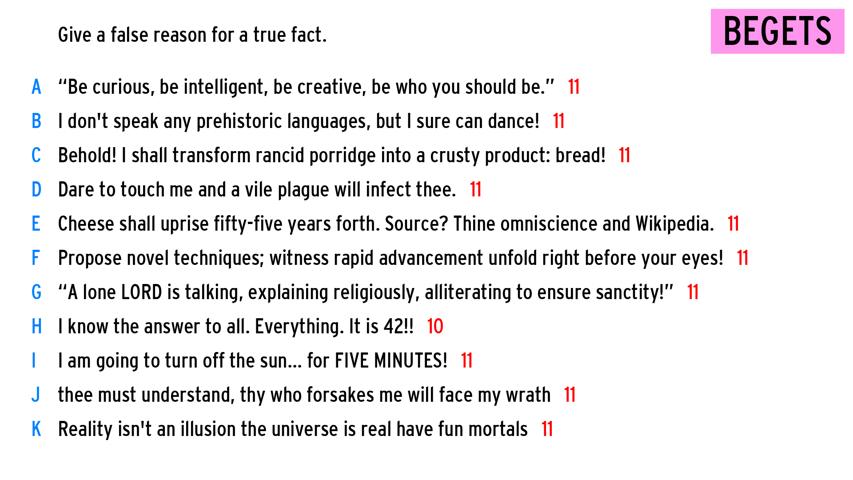 Give a false reason for a true fact.
BEGETS
A “Be curious, be intelligent, be creative, be who you should be.” 11
B I don't speak any prehistoric languages, but I sure can dance! 11
C Behold! I shall transform rancid porridge into a crusty product: bread! 11
D Dare to touch me and a vile plague will infect thee. 11
E Cheese shall uprise fifty-five years forth. Source? Thine omniscience and Wikipedia. 11
F Propose novel techniques; witness rapid advancement unfold right before your eyes! 11
G “A lone LORD is talking, explaining religiously, alliterating to ensure sanctity!” 11
H I know the answer to all. Everything. It is 42!! 10
I I am going to turn off the sun... for FIVE MINUTES! 11
J thee must understand, thy who forsakes me will face my wrath 11
K Reality isn't an illusion the universe is real have fun mortals 11